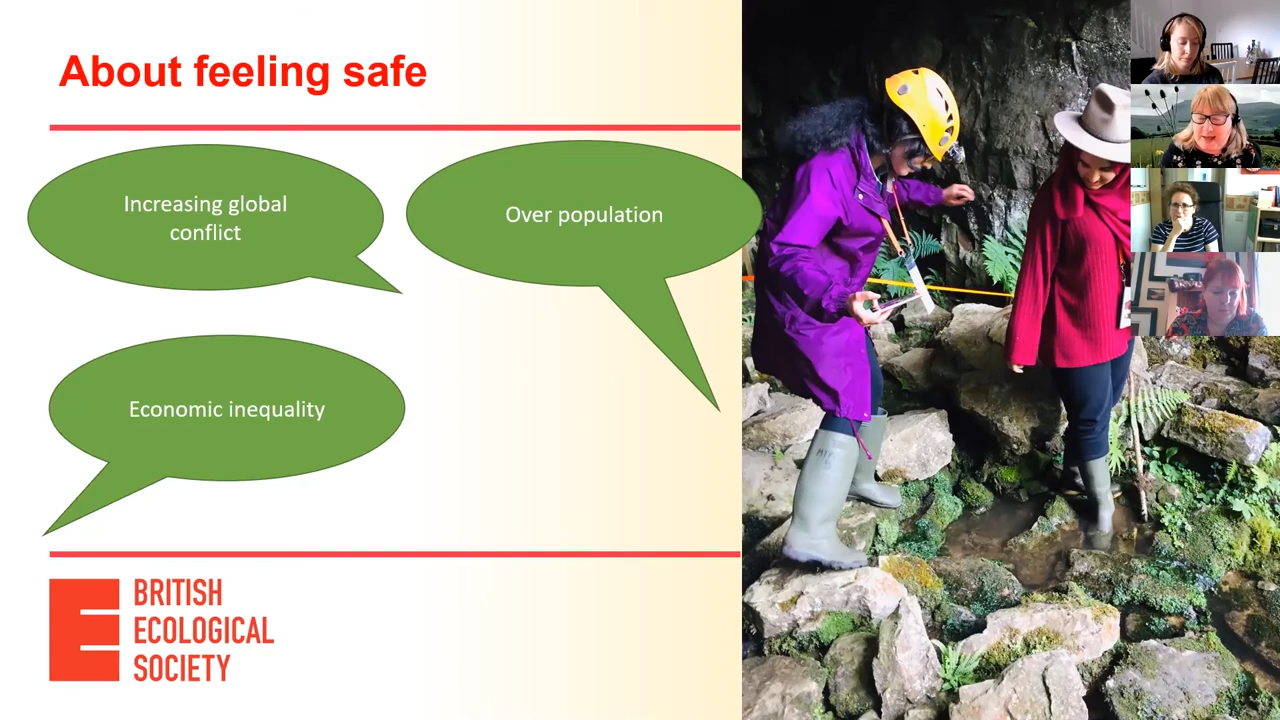 About feeling safe
Increasing global
conflict
Over population
Economic inequality
BRITISH
ECOLOGICAL
SOCIETY